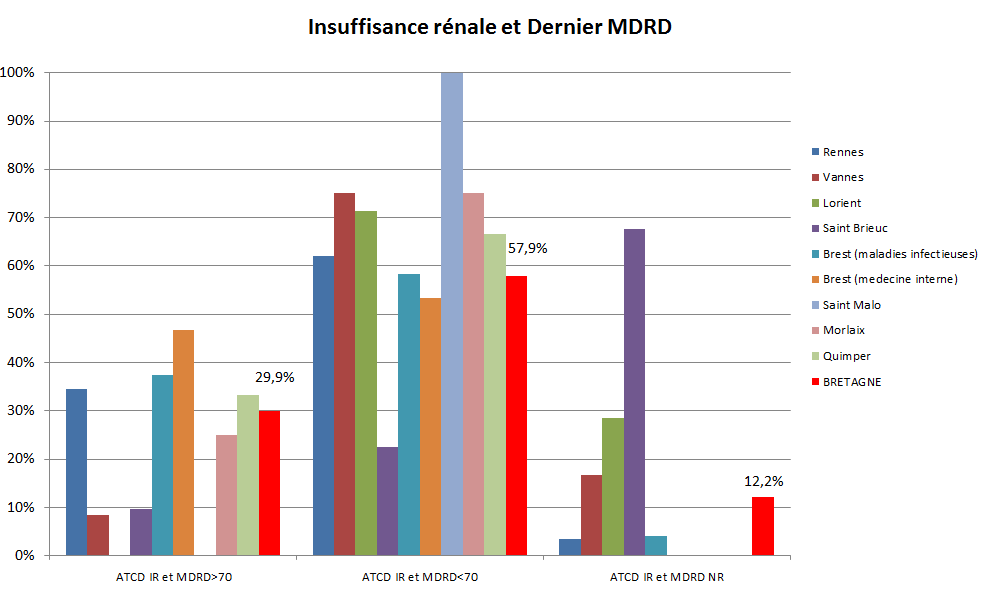 Insuffisance rénale et Dernier MDRD
100%
90%
80%
70%
60%
50%
40%
30%
20%
10%
0%
29,9%
57,9%
12,2%
ATCD IR et MDRD>70
ATCD IR et MDRD<70
ATCD IR et MDRD NR
Rennes
Vannes
Lorient
Saint Brieuc
Brest (maladies infectieuses)
Brest (medecine interne)
Saint Malo
Morlaix
Quimper
BRETAGNE